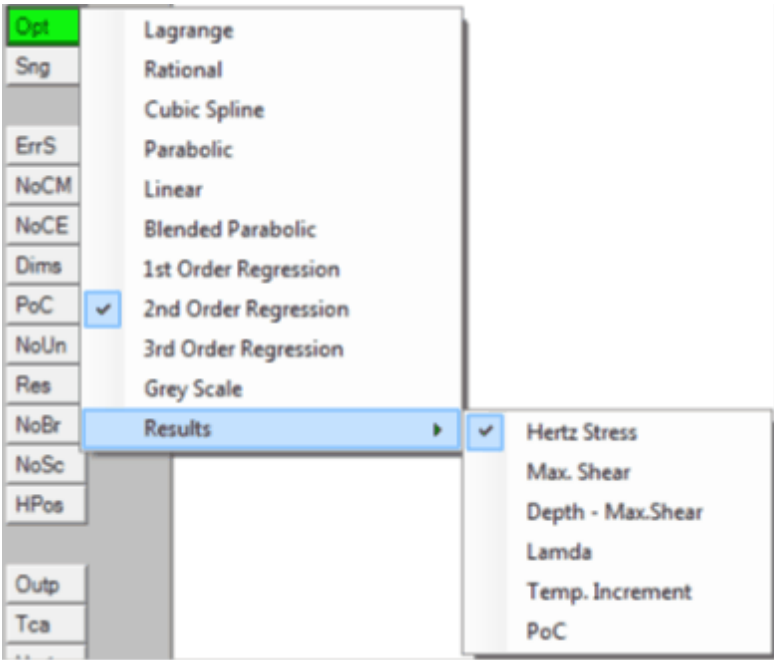 Opt
Sng
ErrS
NoCM
NoCE
Dims
PoC
NoUn
Res
NoBr
NoSc
HPos
Outp
Tca
Lagrange
Rational
Cubic Spline
Parabolic
Linear
Blended Parabolic
1st Order Regression
2nd Order Regression
3rd Order Regression
Grey Scale
Results
Hertz Stress
Max. Shear
Depth - Max.Shear
Lamda
Temp. Increment
PoC